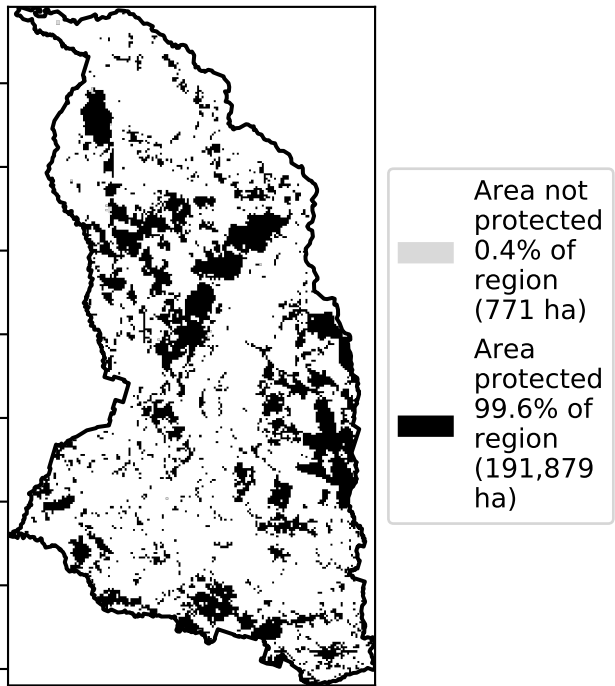 Area not
protected
0.4% of
region
(771 ha)
Area
protected
99.6% of
region
(191,879
ha)